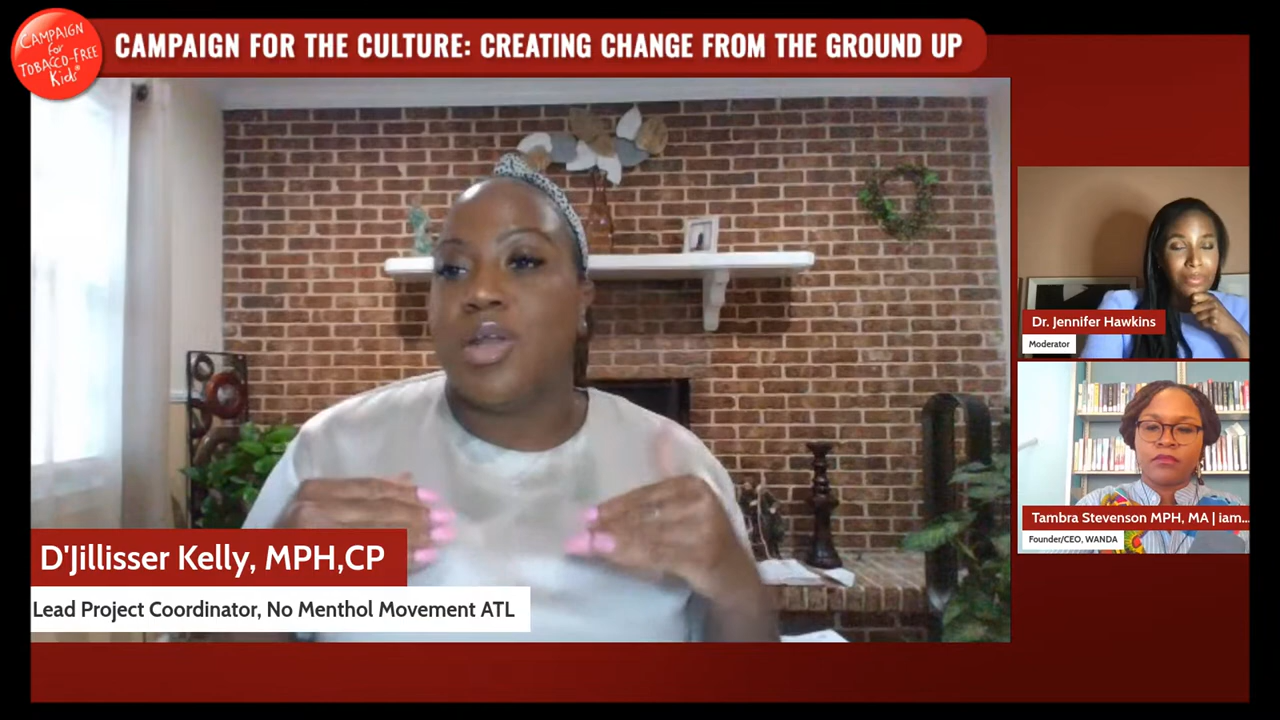 CAMPAIGN
for
TOBACCO-FREE
Kids®
CAMPAIGN FOR THE CULTURE: CREATING CHANGE FROM THE GROUND UP
D'Jillisser Kelly, MPH,CP
Lead Project Coordinator, No Menthol Movement ATL
Dr. Jennifer Hawkins
Moderator
Tambra Stevenson MPH, MA | iam...
Founder/CEO, WANDA